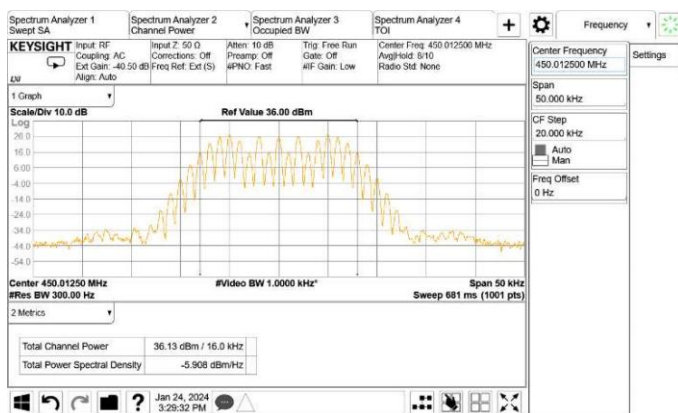 Spectrum Analyzer 1
Swept SA
Spectrum Analyzer 2
Channel Power
Spectrum Analyzer 3
Occupied BW
Spectrum Analyzer 4
TOI
+
Frequency
KEYSIGHT
Input: RF
Coupling: AC
Ext Gain: -40.50 dB
Align: Auto
Input Z: 50 Ω
Corrections: Off
Freq Ref: Ext (S)
Atten: 10 dB
Preamp: Off
#PNO: Fast
Trig: Free Run
Gate: Off
#IF Gain: Low
Center Freq: 450.012500 MHz
Avg|Hold: 8/10
Radio Std: None
Center Frequency
450.012500 MHz
Settings
Span
50.000 kHz
CF Step
20.000 kHz
Auto
Man
Freq Offset
0 Hz
1 Graph
Scale/Div 10.0 dB
Ref Value 36.00 dBm
Log
26.0
16.0
6.00
-4.00
-14.0
-24.0
-34.0
-44.0
-54.0
Center 450.01250 MHz
#Video BW 1.0000 kHz*
Span 50 kHz
#Res BW 300.00 Hz
Sweep 681 ms (1001 pts)
2 Metrics
Total Channel Power 36.13 dBm / 16.0 kHz
Total Power Spectral Density -5.908 dBm/Hz
?
Jan 24, 2024
3:29:32 PM